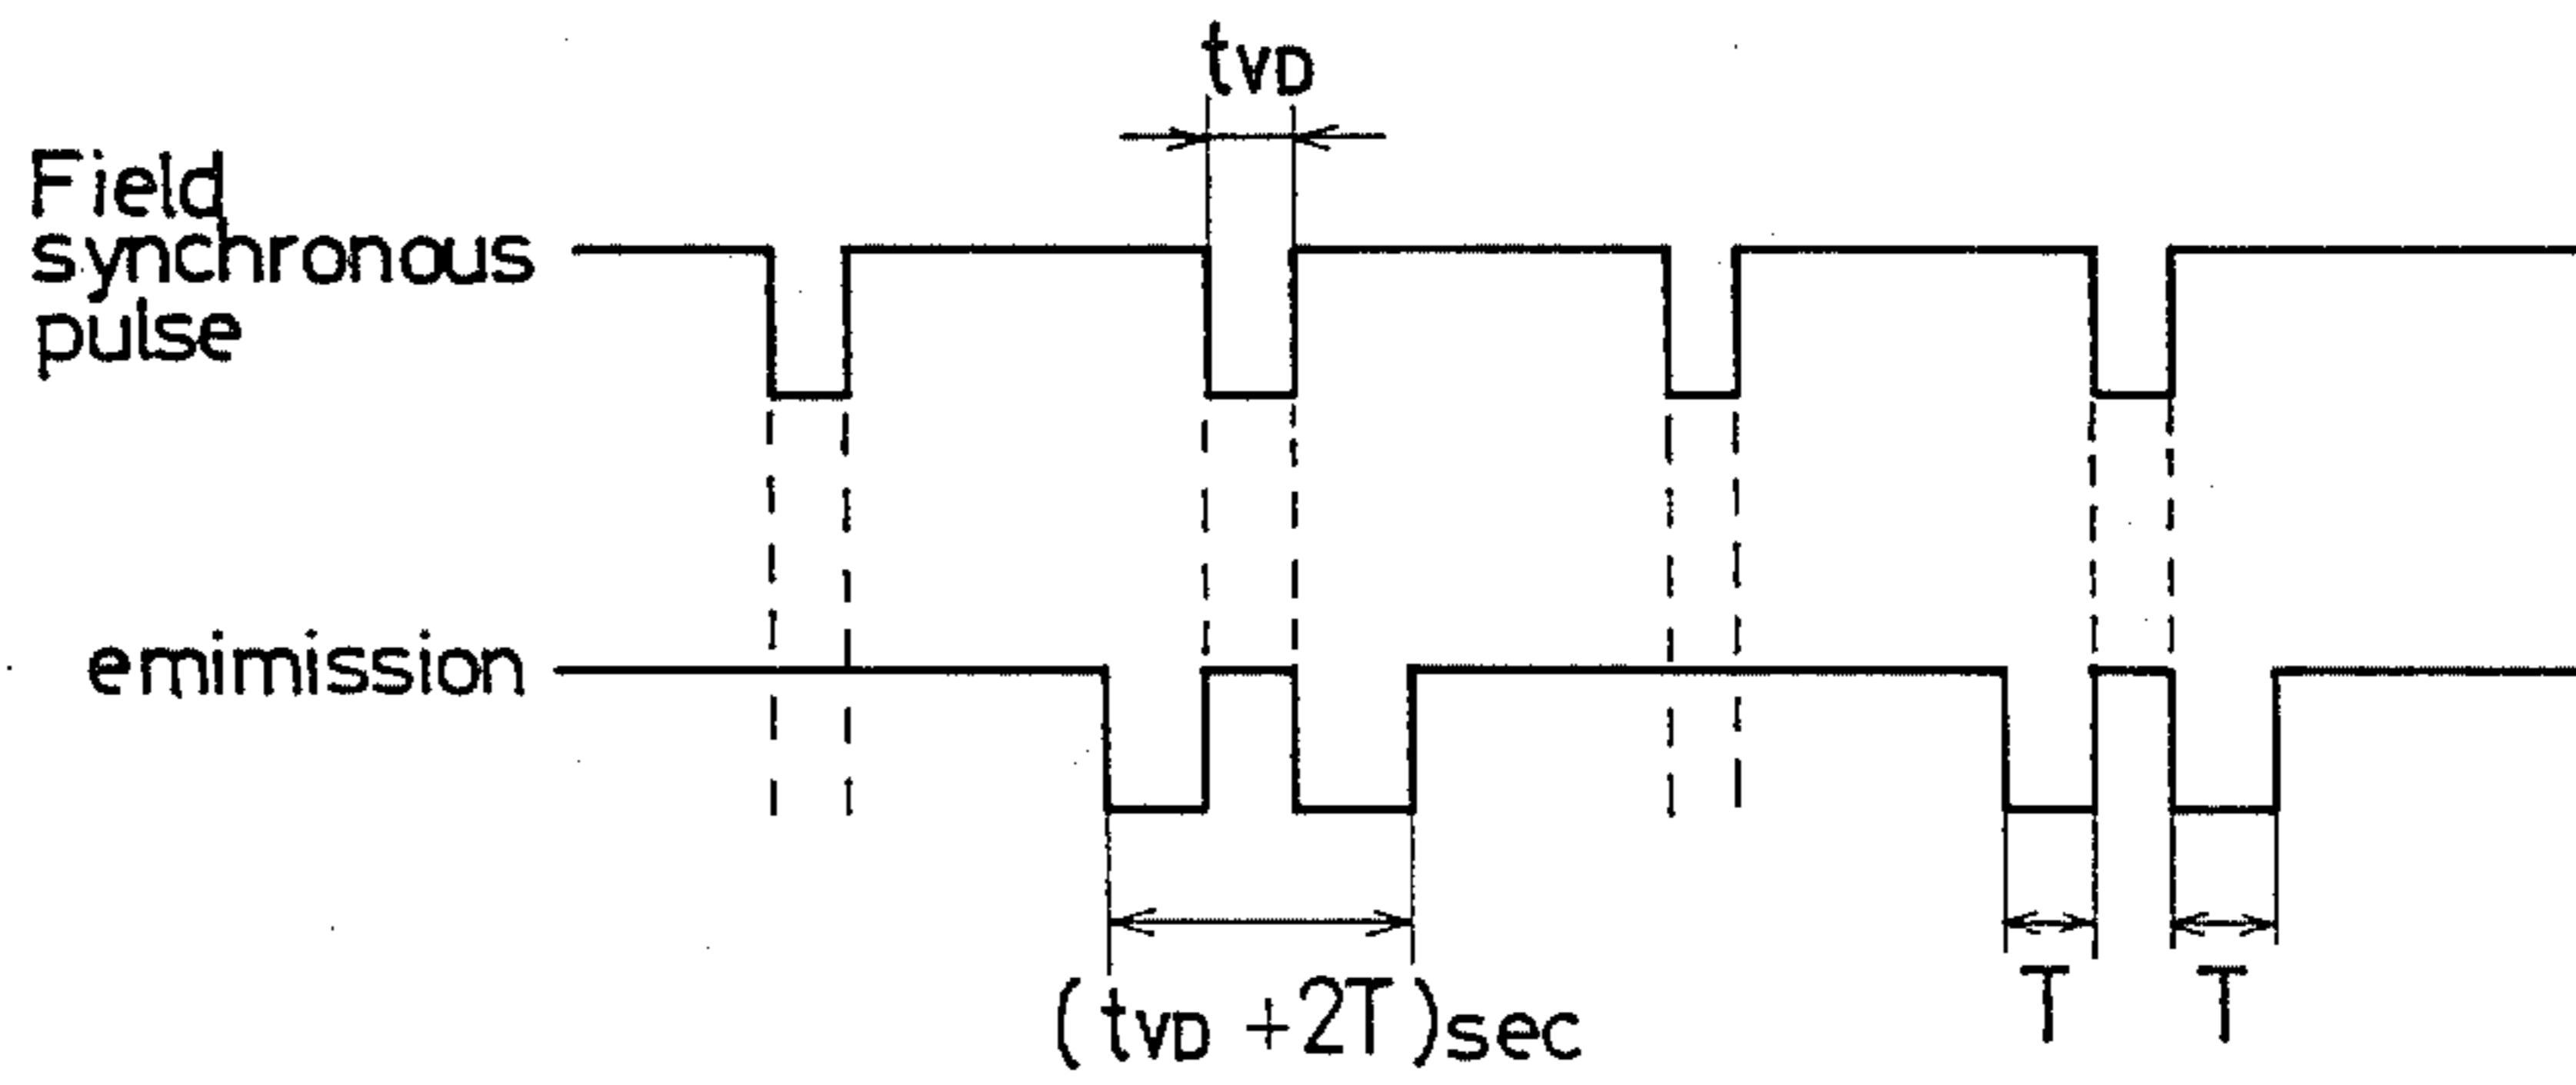 tVD
Field
synchronous
pulse
emimission
(tVD +2T)sec
T
T